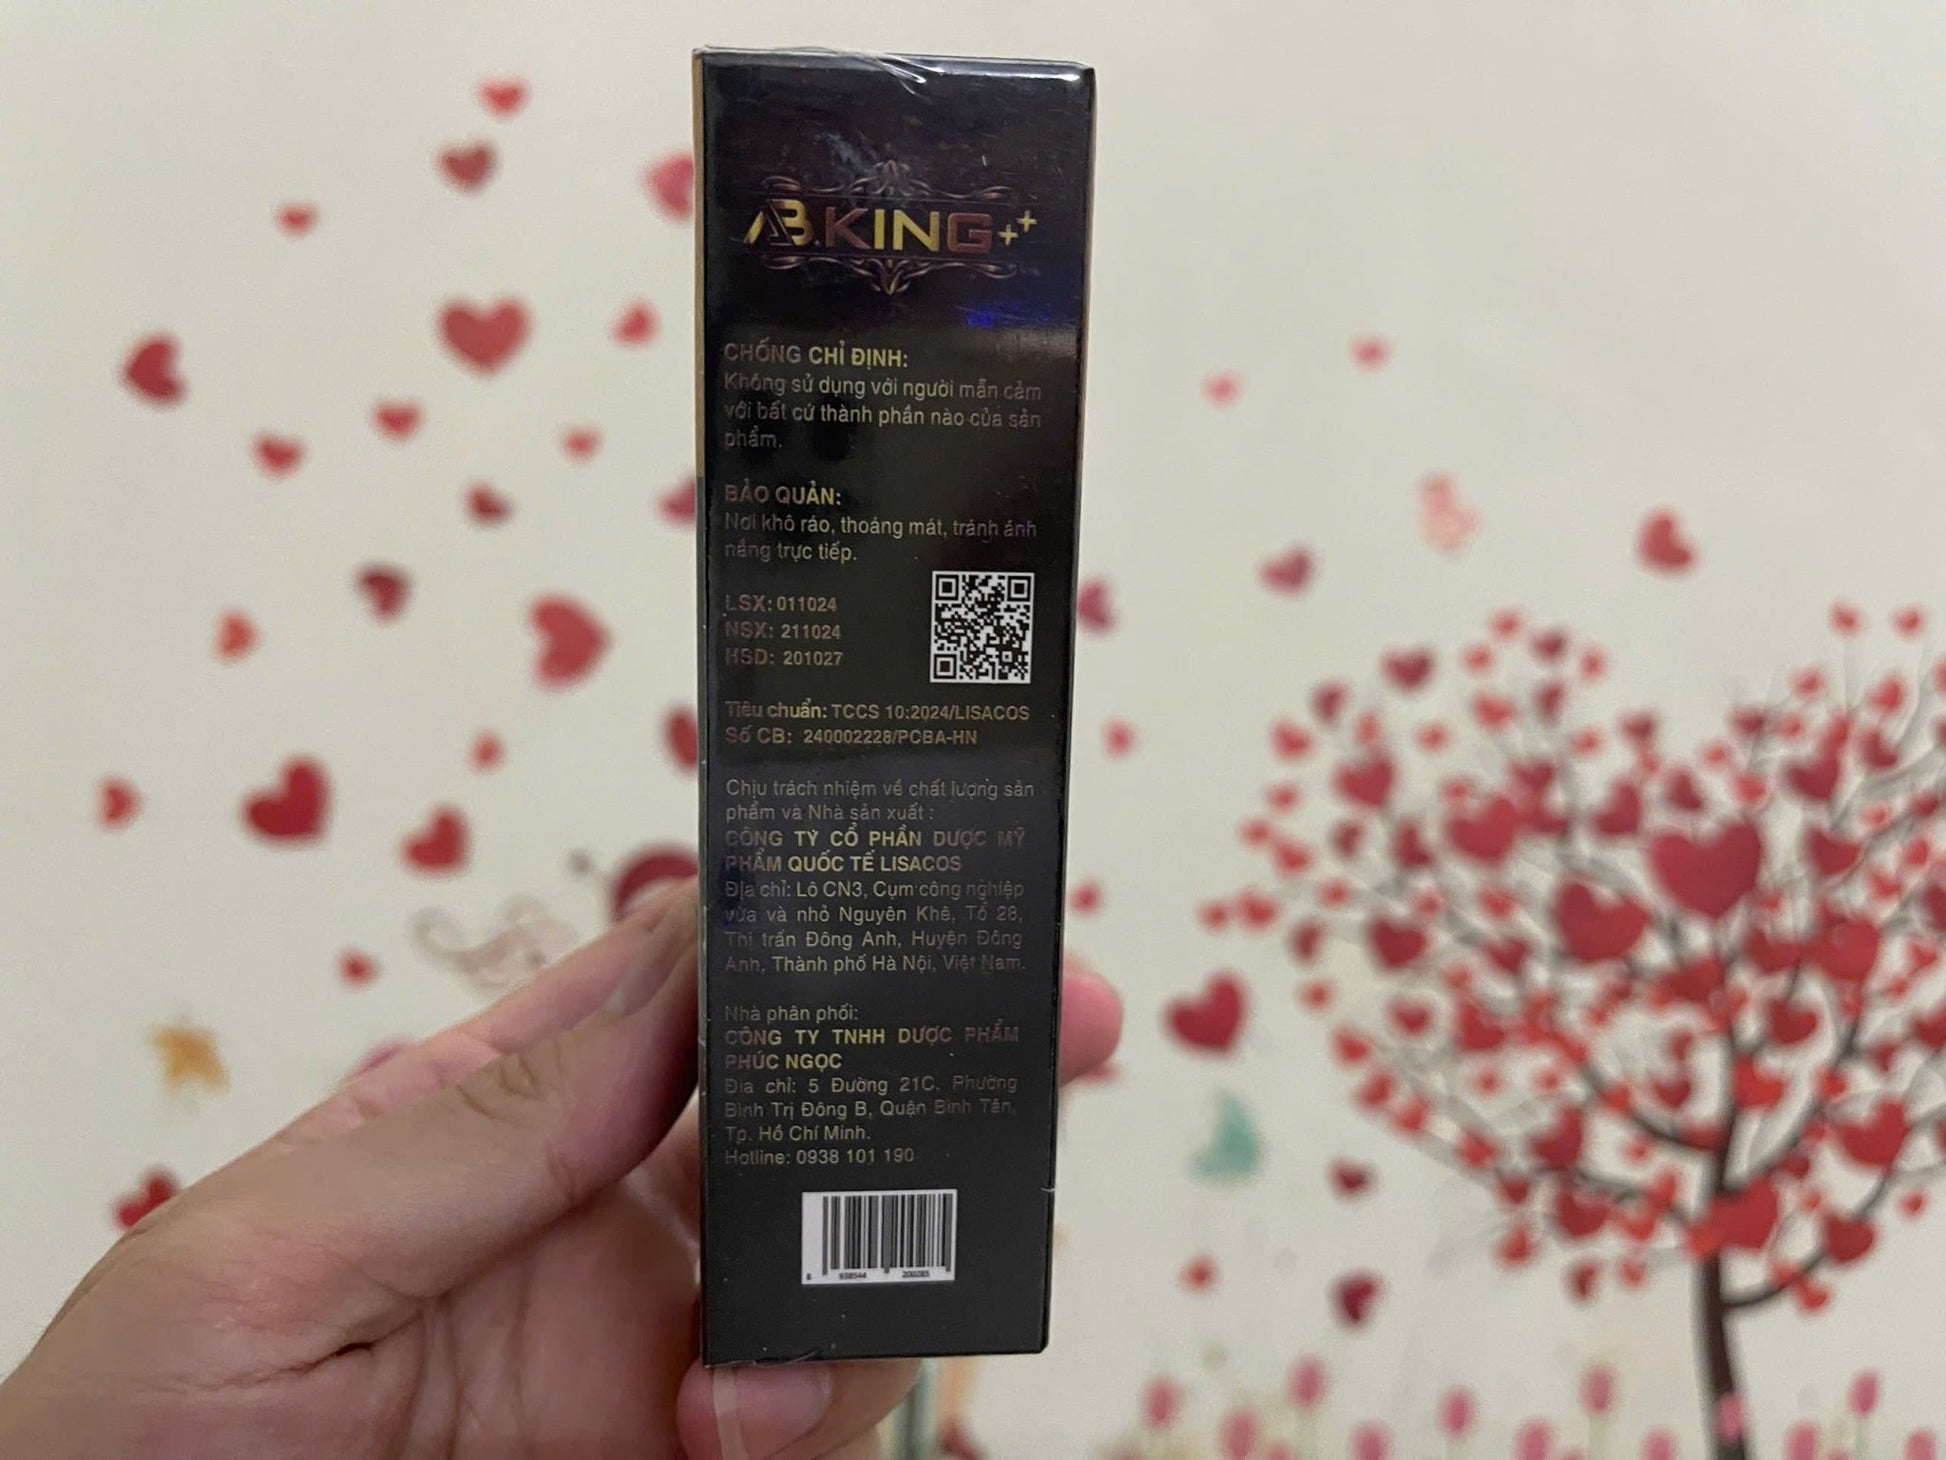 AB.KING++
CHỐNG CHỈ ĐỊNH:
Không sử dụng với người mẫn cảm
với bất cứ thành phần nào của sản
phẩm.
BẢO QUẢN:
Nơi khô ráo, thoáng mát, tránh ánh
nắng trực tiếp.
LSX: 011024
NSX: 211024
HSD: 201027
Tiêu chuẩn: TCCS 10:2024/LISACOS
Số CB: 240002228/PCBA-HN
Chịu trách nhiệm về chất lượng sản
phẩm và Nhà sản xuất :
CÔNG TY CỔ PHẦN DƯỢC MỸ
PHẨM QUỐC TẾ LISACOS
Địa chỉ: Lô CN3, Cụm công nghiệp
vừa và nhỏ Nguyên Khê, Tổ 28,
Thị trấn Đông Anh, Huyện Đông
Anh, Thành phố Hà Nội, Việt Nam.
Nhà phân phối:
CÔNG TY TNHH DƯỢC PHẨM
PHÚC NGỌC
Địa chỉ: 5 Đường 21C, Phường
Bình Trị Đông B, Quận Bình Tân,
Tp. Hồ Chí Minh.
Hotline: 0938 101 190
8 938544 200283